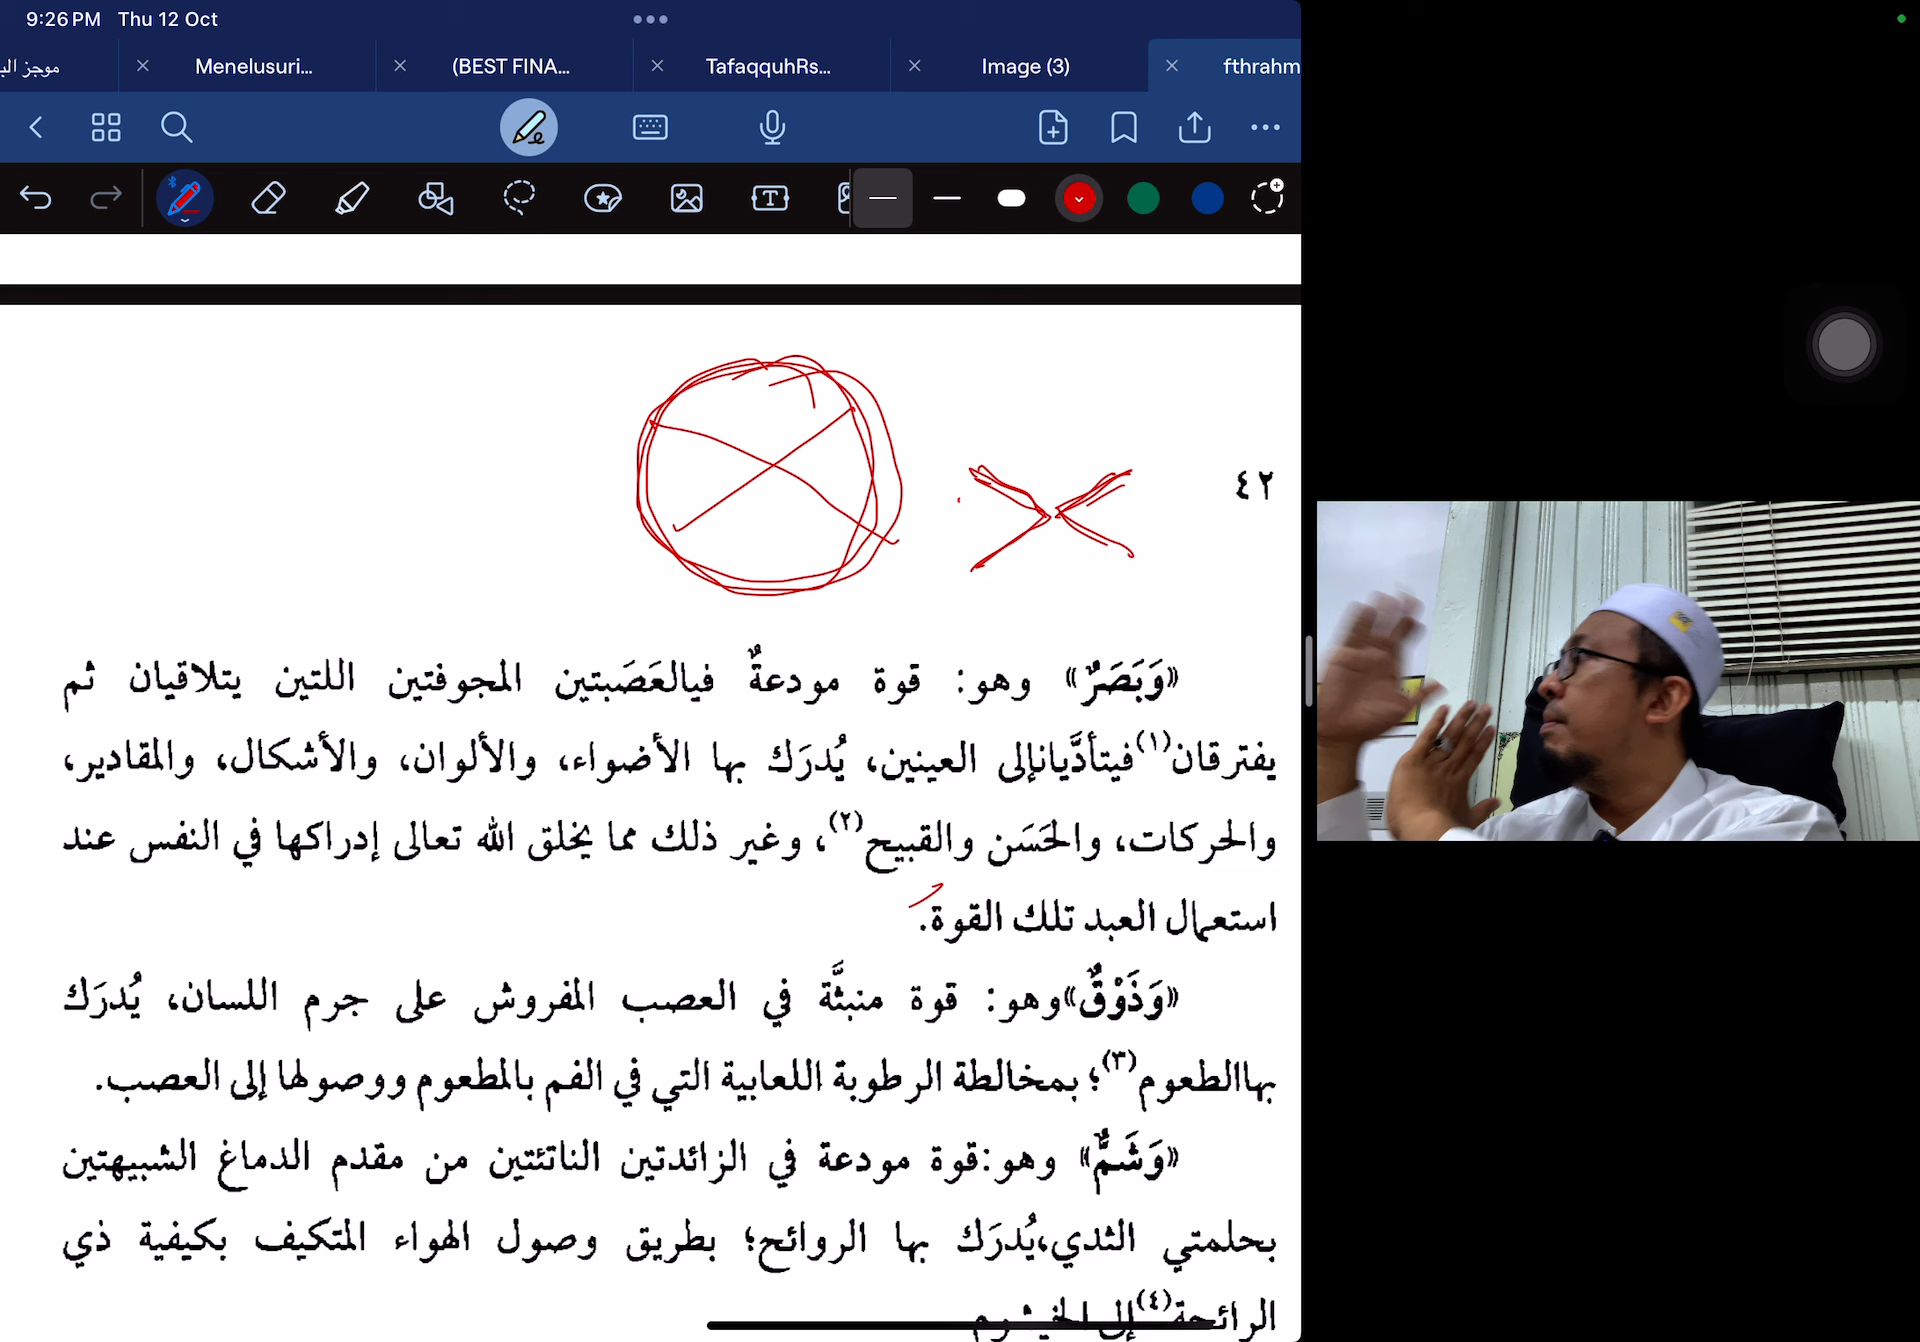 9:26 PM Thu 12 Oct
موجز الب
Menelusuri...
(BEST FINA...
TafaqquhRs...
Image (3)
fthrahm
٤٢
«وَبَصَرٌ» وهو: قوة مودعةٌ فيالعَصَبتين المجوفتين اللتين يتلاقيان ثم
يفترقان(١)فيتأدَّيانإلى العينين، يُدرَك بها الأضواء، والألوان، والأشكال، والمقادير،
والحركات، والحَسَن والقبيح(٢)، وغير ذلك مما يخلق الله تعالى إدراكها في النفس عند
استعمال العبد تلك القوة.
«وَذَوْقٌ»وهو: قوة منبثَّة في العصب المفروش على جرم اللسان، يُدرَك
بهاالطعوم(٣)؛ بمخالطة الرطوبة اللعابية التي في الفم بالمطعوم ووصولها إلى العصب.
«وَشَمٌّ» وهو:قوة مودعة في الزائدتين الناتئتين من مقدم الدماغ الشبيهتين
بحلمتي الثدي،يُدرَك بها الروائح؛ بطريق وصول الهواء المتكيف بكيفية ذي
الرائحة(٤)إلى الخيشوم